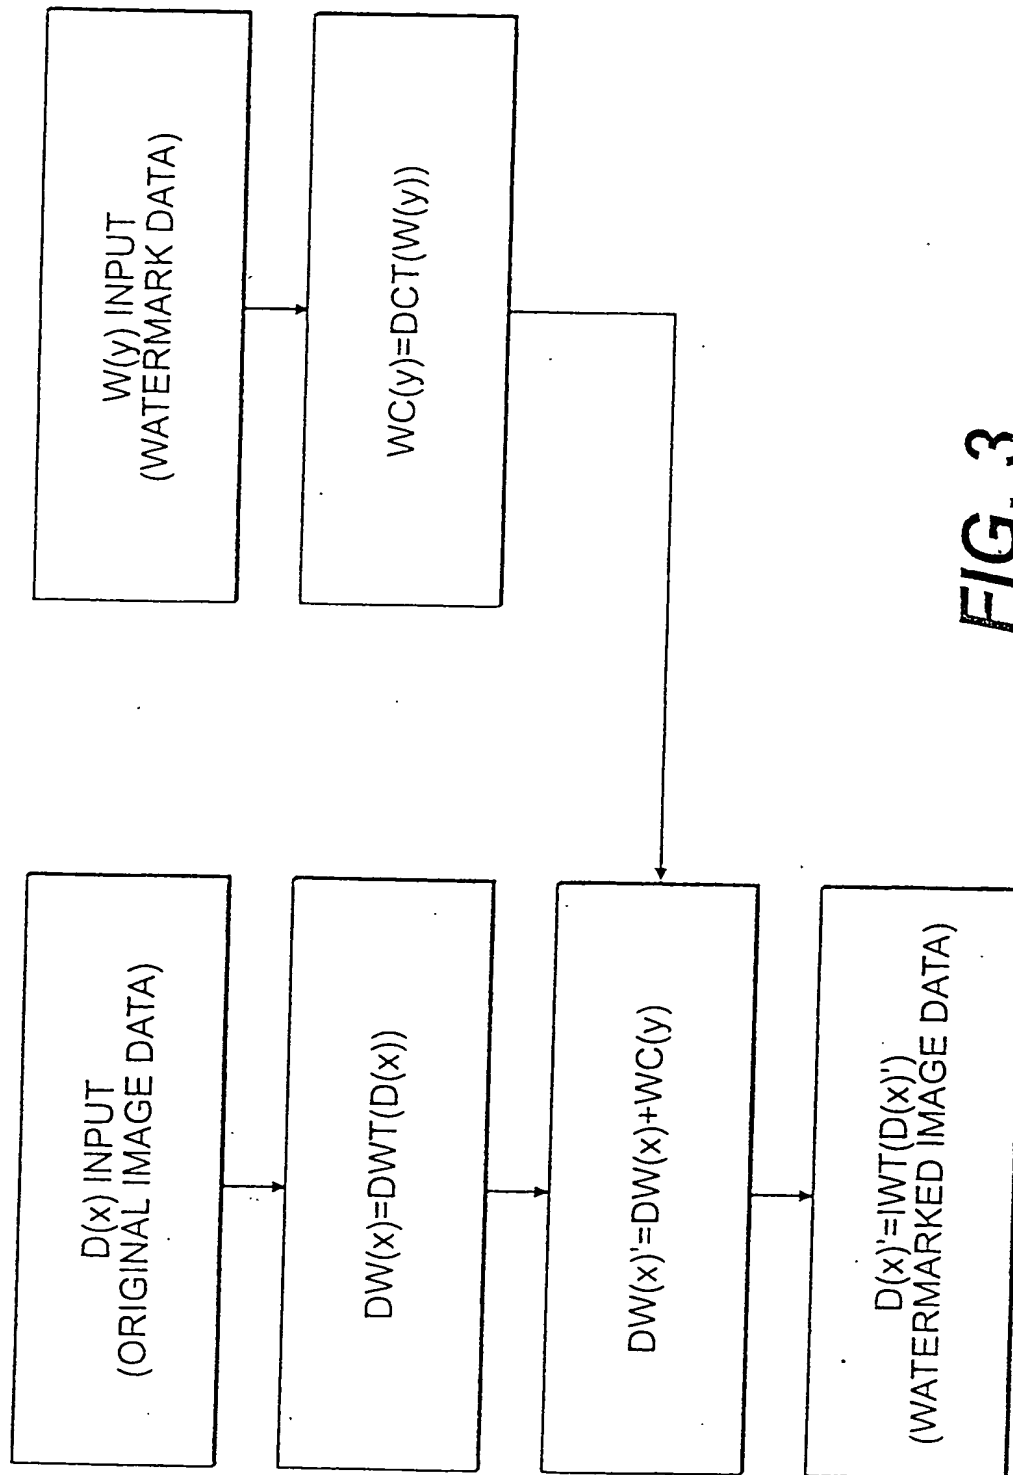 D(x) INPUT
(ORIGINAL IMAGE DATA)
DW(x)=DWT(D(x))
DW(x)'=DW(x)+WC(y)
D(x)'=IWT(D(x)')
(WATERMARKED IMAGE DATA)
W(y) INPUT
(WATERMARK DATA)
WC(y)=DCT(W(y))
FIG. 3